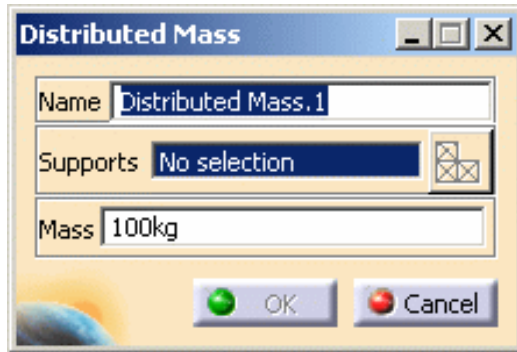 Distributed Mass
Name Distributed Mass.1
Supports No selection
Mass 100kg
OK Cancel